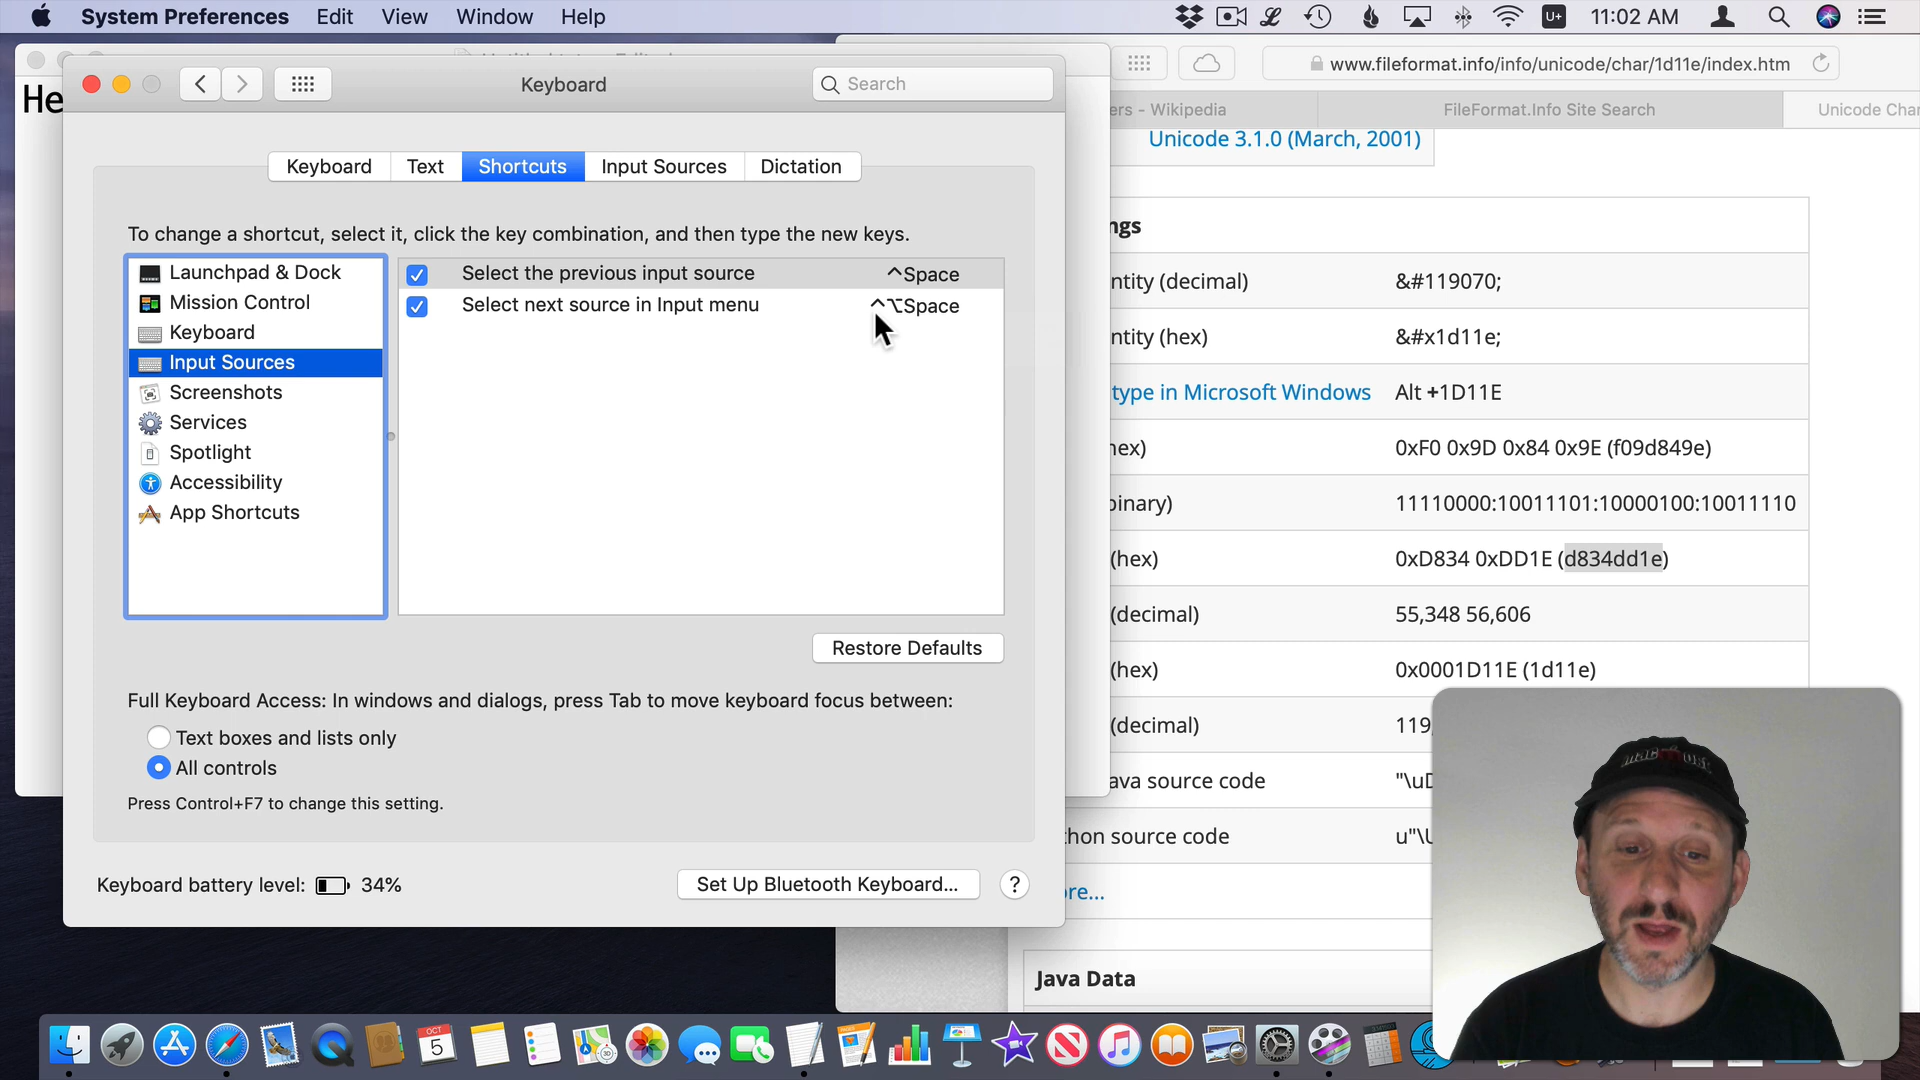 System Preferences Edit View Window Help
U+ 11:02 AM
Keyboard
Search
He
www.fileformat.info/info/unicode/char/1d11e/index.htm
ers - Wikipedia
FileFormat.Info Site Search
Unicode Char
Unicode 3.1.0 (March, 2001)
Keyboard Text Shortcuts Input Sources Dictation
To change a shortcut, select it, click the key combination, and then type the new keys.
Launchpad & Dock
Mission Control
Keyboard
Input Sources
Screenshots
Services
Spotlight
Accessibility
App Shortcuts
Select the previous input source ^Space
Select next source in Input menu ^⌥Space
Restore Defaults
Full Keyboard Access: In windows and dialogs, press Tab to move keyboard focus between:
Text boxes and lists only
All controls
Press Control+F7 to change this setting.
Keyboard battery level: 34%
Set Up Bluetooth Keyboard...
?
ngs
ntity (decimal) &#119070;
ntity (hex) &#x1d11e;
type in Microsoft Windows Alt +1D11E
hex) 0xF0 0x9D 0x84 0x9E (f09d849e)
binary) 11110000:10011101:10000100:10011110
(hex) 0xD834 0xDD1E (d834dd1e)
(decimal) 55,348 56,606
(hex) 0x0001D11E (1d11e)
(decimal) 119,
ava source code "\uD
thon source code u"\U
ore...
Java Data
OCT
5